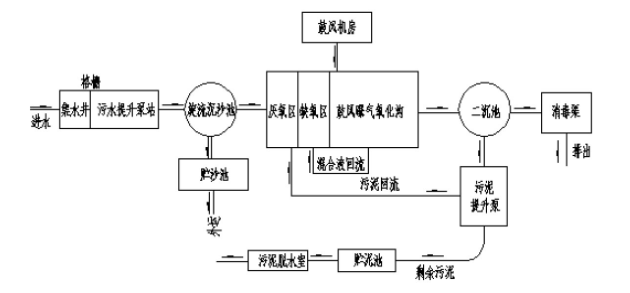 鼓风机房
格栅
集水井
污水提升泵站
旋流沉沙池
厌氧区
缺氧区
鼓风曝气氧化沟
二沉池
消毒渠
进水
排出
混合液回流
贮沙池
污泥回流
污泥
提升泵
外运
污泥脱水室
贮泥池
剩余污泥